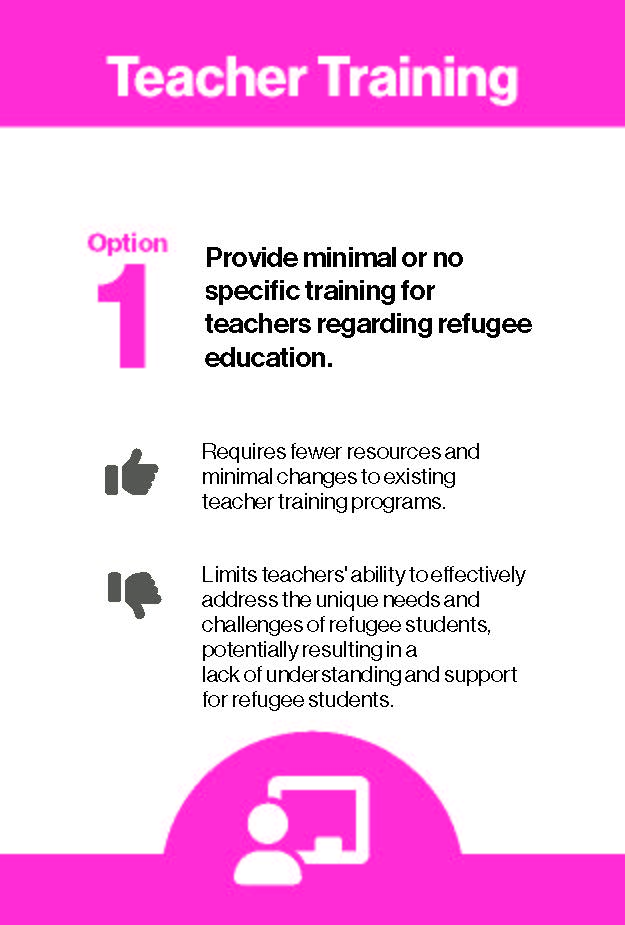 Teacher Training
Option
1
Provide minimal or no
specific training for
teachers regarding refugee
education.
Requires fewer resources and
minimal changes to existing
teacher training programs.
Limits teachers' ability to effectively
address the unique needs and
challenges of refugee students,
potentially resulting in a
lack of understanding and support
for refugee students.